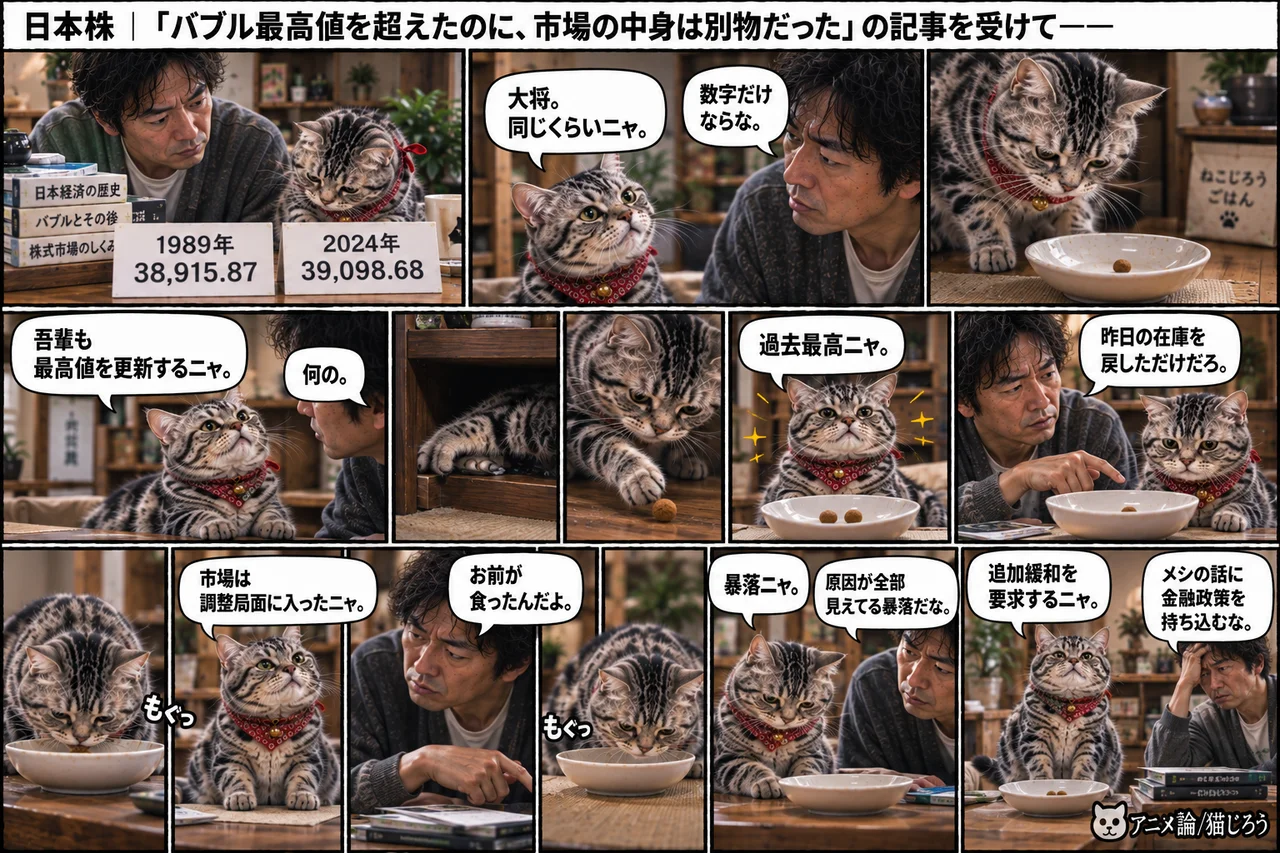 日本株｜「バブル最高値を超えたのに、市場の中身は別物だった」の記事を受けて――
日本経済の歴史
バブルとその後
株式市場のしくみ
1989年
38,915.87
2024年
39,098.68
大将。
同じくらいニャ。
数字だけ
ならな。
ねこじろう
ごはん
吾輩も
最高値を更新するニャ。
何の。
過去最高ニャ。
昨日の在庫を
戻しただけだろ。
もぐっ
市場は
調整局面に入ったニャ。
お前が
食ったんだよ。
もぐっ
暴落ニャ。
原因が全部
見えてる暴落だな。
追加緩和を
要求するニャ。
メシの話に
金融政策を
持ち込むな。
アニメ論/猫じろう